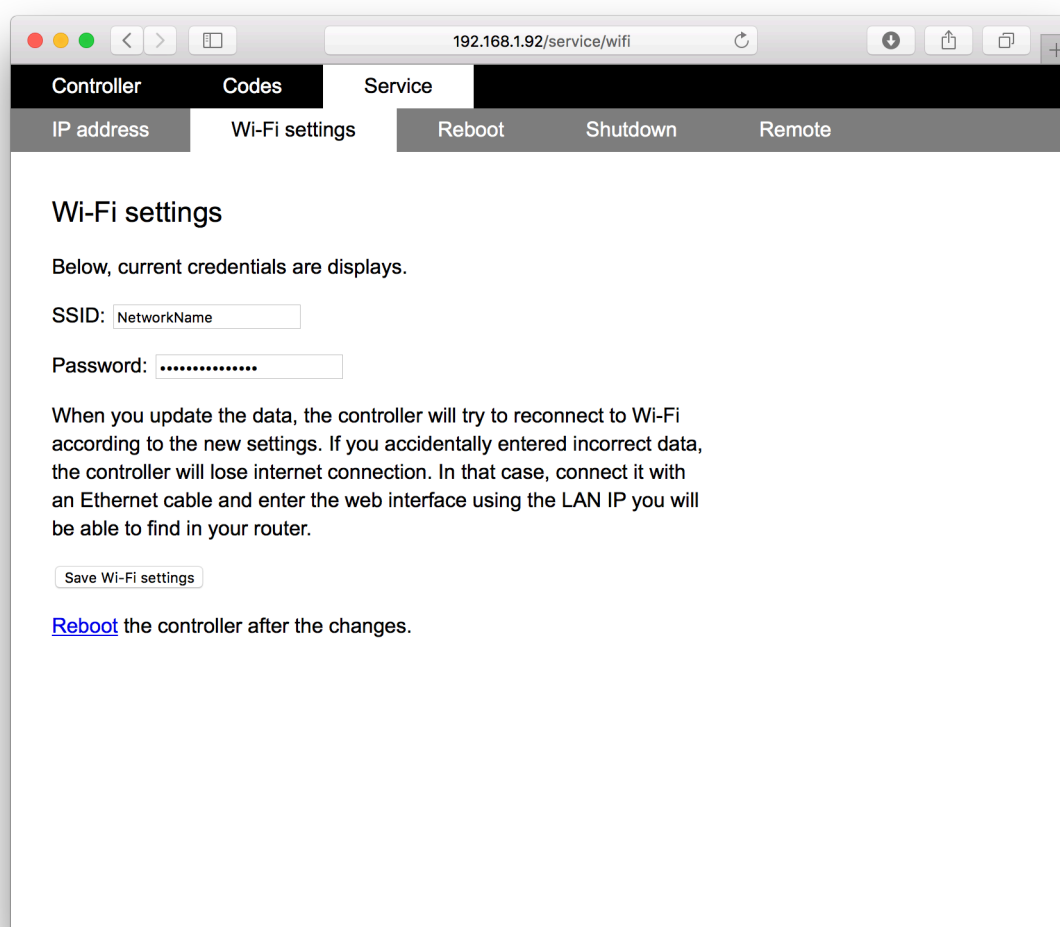 192.168.1.92/service/wifi
Controller Codes Service
IP address Wi-Fi settings Reboot Shutdown Remote
Wi-Fi settings
Below, current credentials are displays.
SSID: NetworkName
Password: •••••••••••••••
When you update the data, the controller will try to reconnect to Wi-Fi
according to the new settings. If you accidentally entered incorrect data,
the controller will lose internet connection. In that case, connect it with
an Ethernet cable and enter the web interface using the LAN IP you will
be able to find in your router.
Save Wi-Fi settings
Reboot the controller after the changes.